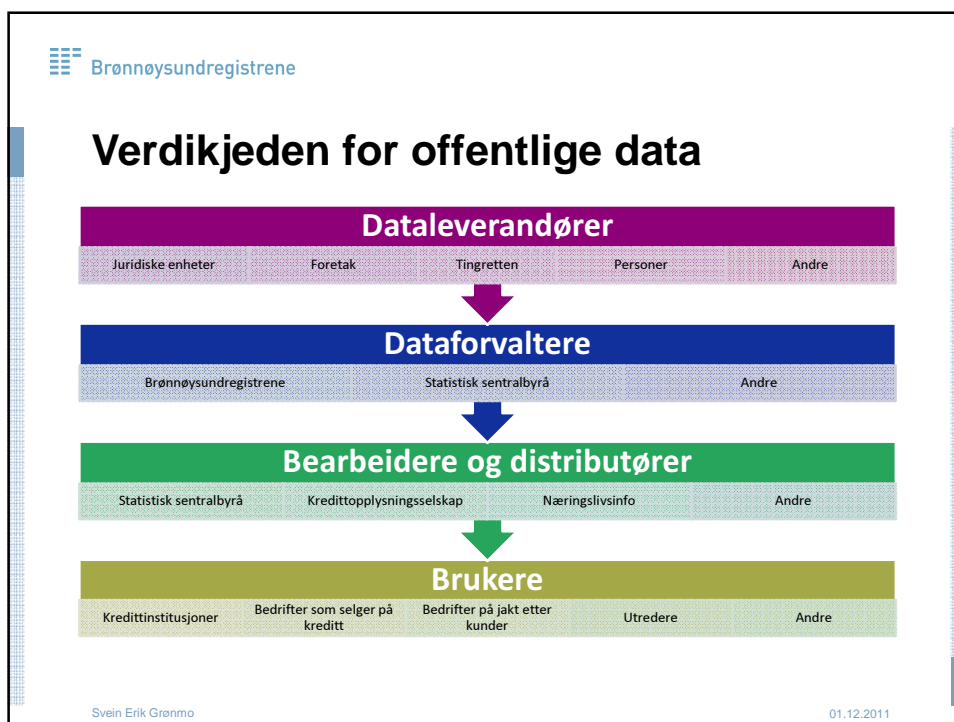 Brønnøysundregistrene
Verdikjeden for offentlige data
Dataleverandører
Juridiske enheter Foretak Tingretten Personer Andre
Dataforvaltere
Brønnøysundregistrene Statistisk sentralbyrå Andre
Bearbeidere og distributører
Statistisk sentralbyrå Kredittopplysningsselskap Næringslivsinfo Andre
Brukere
Kredittinstitusjoner Bedrifter som selger på kreditt Bedrifter på jakt etter kunder Utredere Andre
Svein Erik Grønmo 01.12.2011